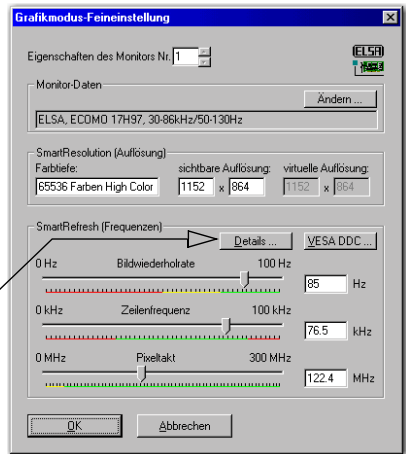 Grafikmodus-Feineinstellung
Eigenschaften des Monitors Nr. 1
ELSA
Monitor-Daten
Ändern ...
ELSA, ECOMO 17H97, 30-86kHz/50-130Hz
SmartResolution (Auflösung)
Farbtiefe: sichtbare Auflösung: virtuelle Auflösung:
65536 Farben High Color 1152 x 864 1152 x 864
SmartRefresh (Frequenzen)
Details ... VESA DDC ...
0 Hz Bildwiederholrate 100 Hz
85 Hz
0 kHz Zeilenfrequenz 100 kHz
76.5 kHz
0 MHz Pixeltakt 300 MHz
122.4 MHz
OK Abbrechen